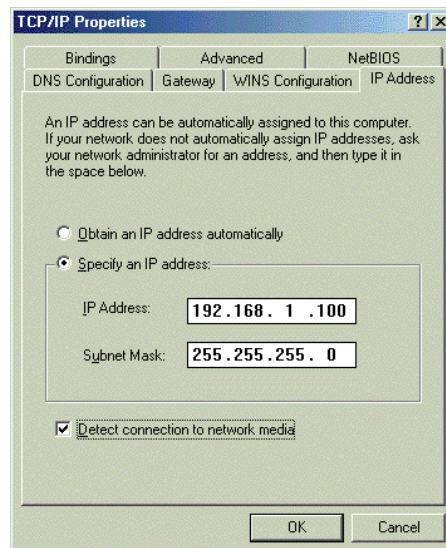 TCP/IP Properties
Bindings Advanced NetBIOS
DNS Configuration Gateway WINS Configuration IP Address
An IP address can be automatically assigned to this computer.
If your network does not automatically assign IP addresses, ask
your network administrator for an address, and then type it in
the space below.
Obtain an IP address automatically
Specify an IP address:
IP Address: 192.168. 1 .100
Subnet Mask: 255.255.255. 0
Detect connection to network media
OK Cancel